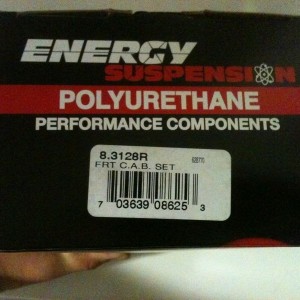 ENERGY
SUSPENSION
POLYURETHANE
PERFORMANCE COMPONENTS
8.3128R
FRT C.A.B. SET
7 03639 08625 3